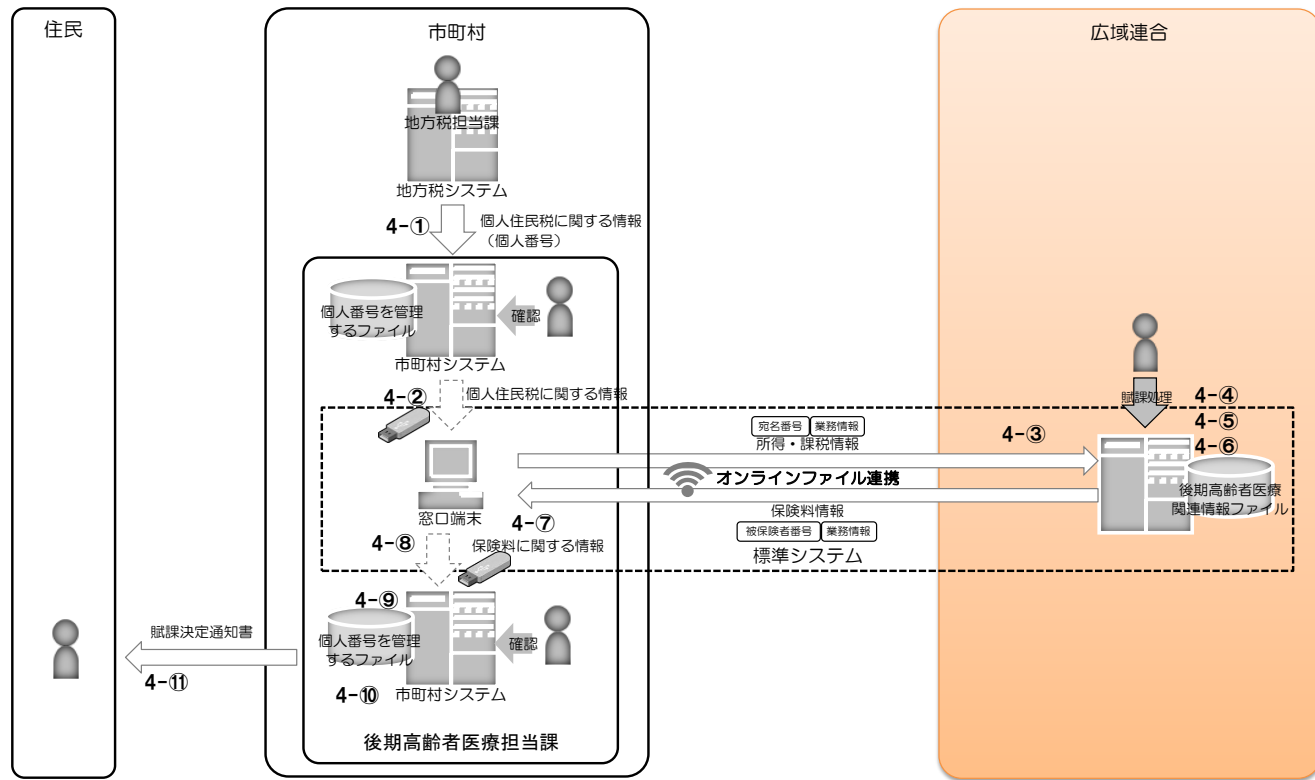 住民
市町村
広域連合
地方税担当課
地方税システム
4-①
個人住民税に関する情報
（個人番号）
個人番号を管理
するファイル
確認
市町村システム
4-②
個人住民税に関する情報
賦課処理
4-④
4-⑤
4-⑥
宛名番号
業務情報
所得・課税情報
4-③
オンラインファイル連携
後期高齢者医療
関連情報ファイル
窓口端末
4-⑦
保険料情報
被保険者番号
業務情報
標準システム
4-⑧
保険料に関する情報
4-⑨
個人番号を管理
するファイル
確認
4-⑩
市町村システム
賦課決定通知書
4-⑪
後期高齢者医療担当課